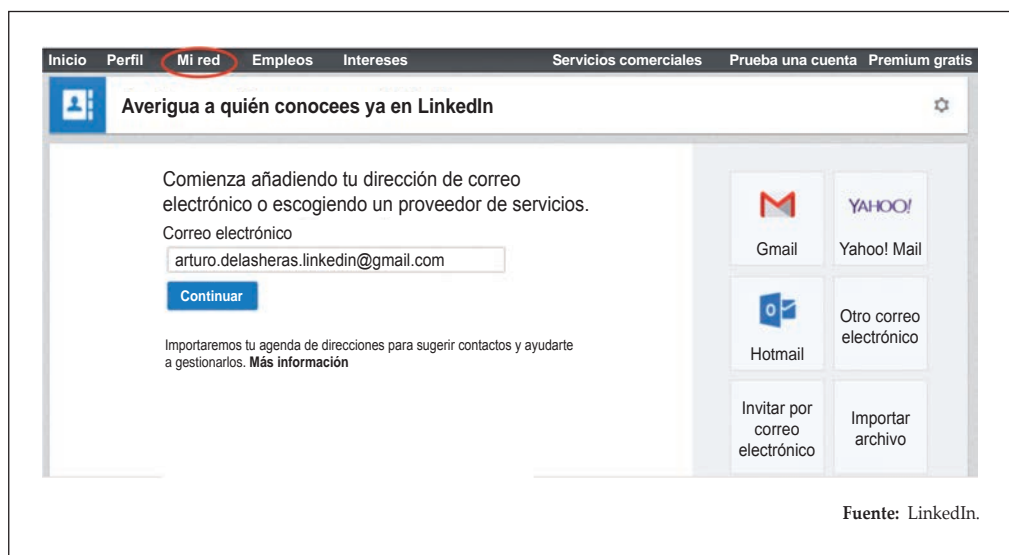 Inicio Perfil Mi red Empleos Intereses Servicios comerciales Prueba una cuenta Premium gratis
Averigua a quién conocees ya en LinkedIn
Comienza añadiendo tu dirección de correo
electrónico o escogiendo un proveedor de servicios.
Correo electrónico
arturo.delasheras.linkedin@gmail.com
Continuar
Importaremos tu agenda de direcciones para sugerir contactos y ayudarte
a gestionarlos. Más información
Gmail
YAHOO!
Yahoo! Mail
Hotmail
Otro correo
electrónico
Invitar por
correo
electrónico
Importar
archivo
Fuente: LinkedIn.